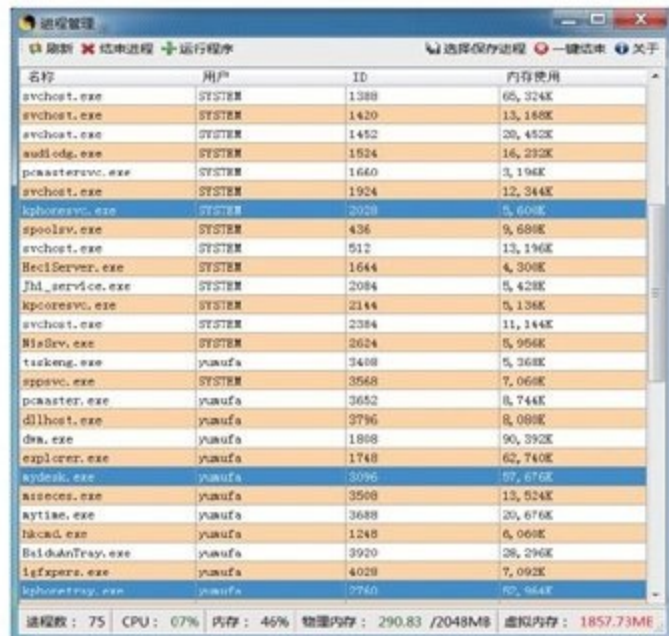 进程管理
刷新 结束进程 运行程序 选择保存进程 一键结束 关于
名称 用户 ID 内存使用
svchost.exe SYSTEM 1388 65,324K
svchost.exe SYSTEM 1420 13,168K
svchost.exe SYSTEM 1452 20,452K
audiodg.exe SYSTEM 1524 16,232K
pcmastersvc.exe SYSTEM 1660 3,196K
svchost.exe SYSTEM 1924 12,344K
kphonesvc.exe SYSTEM 2028 5,600K
spoolsv.exe SYSTEM 436 9,680K
svchost.exe SYSTEM 512 13,196K
HeciServer.exe SYSTEM 1644 4,300K
Jhi_service.exe SYSTEM 2084 5,428K
kpcoresvc.exe SYSTEM 2144 5,136K
svchost.exe SYSTEM 2384 11,144K
NisSrv.exe SYSTEM 2624 5,956K
taskeng.exe yumufa 3408 5,368K
sppsvc.exe SYSTEM 3568 7,060K
pcmaster.exe yumufa 3652 8,744K
dllhost.exe yumufa 3796 8,080K
dwm.exe yumufa 1808 90,392K
explorer.exe yumufa 1748 62,740K
mydesk.exe yumufa 3096 57,676K
msseces.exe yumufa 3508 13,524K
mytime.exe yumufa 3688 20,676K
hkcmd.exe yumufa 1248 6,060K
BaiduAnTray.exe yumufa 3920 28,296K
igfxpers.exe yumufa 4028 7,092K
kphonetray.exe yumufa 2760 52,964K
进程数： 75 CPU： 07% 内存： 46% 物理内存： 290.83 /2048MB 虚拟内存： 1857.73ME